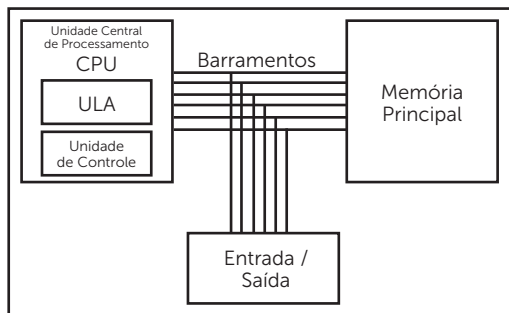 Unidade Central
de Processamento
CPU
ULA
Unidade
de Controle
Barramentos
Memória
Principal
Entrada /
Saída